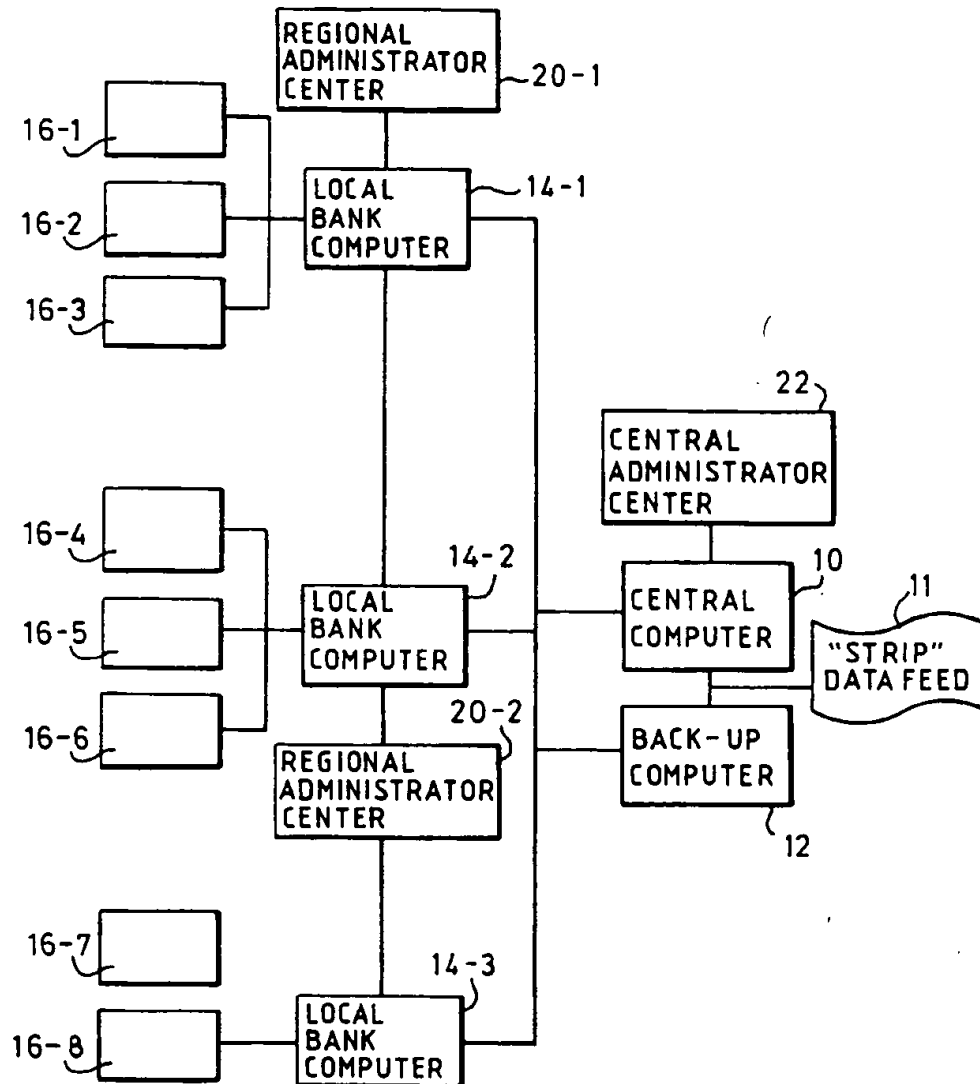 REGIONAL
ADMINISTRATOR
CENTER
20-1
16-1
LOCAL
BANK
COMPUTER
14-1
16-2
16-3
22
CENTRAL
ADMINISTRATOR
CENTER
16-4
14-2
LOCAL
BANK
COMPUTER
10
CENTRAL
COMPUTER
11
"STRIP"
DATA FEED
16-5
16-6
20-2
REGIONAL
ADMINISTRATOR
CENTER
BACK-UP
COMPUTER
12
16-7
14-3
LOCAL
BANK
COMPUTER
16-8